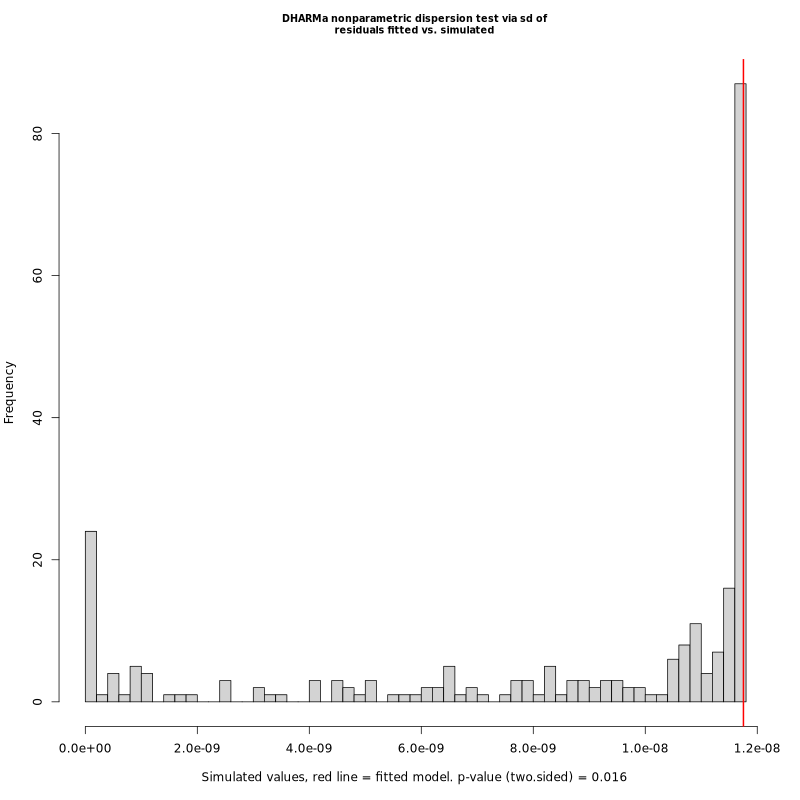 DHARMa nonparametric dispersion test via sd of
residuals fitted vs. simulated
Frequency
80
60
40
20
0
0.0e+00 2.0e-09 4.0e-09 6.0e-09 8.0e-09 1.0e-08 1.2e-08
Simulated values, red line = fitted model. p-value (two.sided) = 0.016